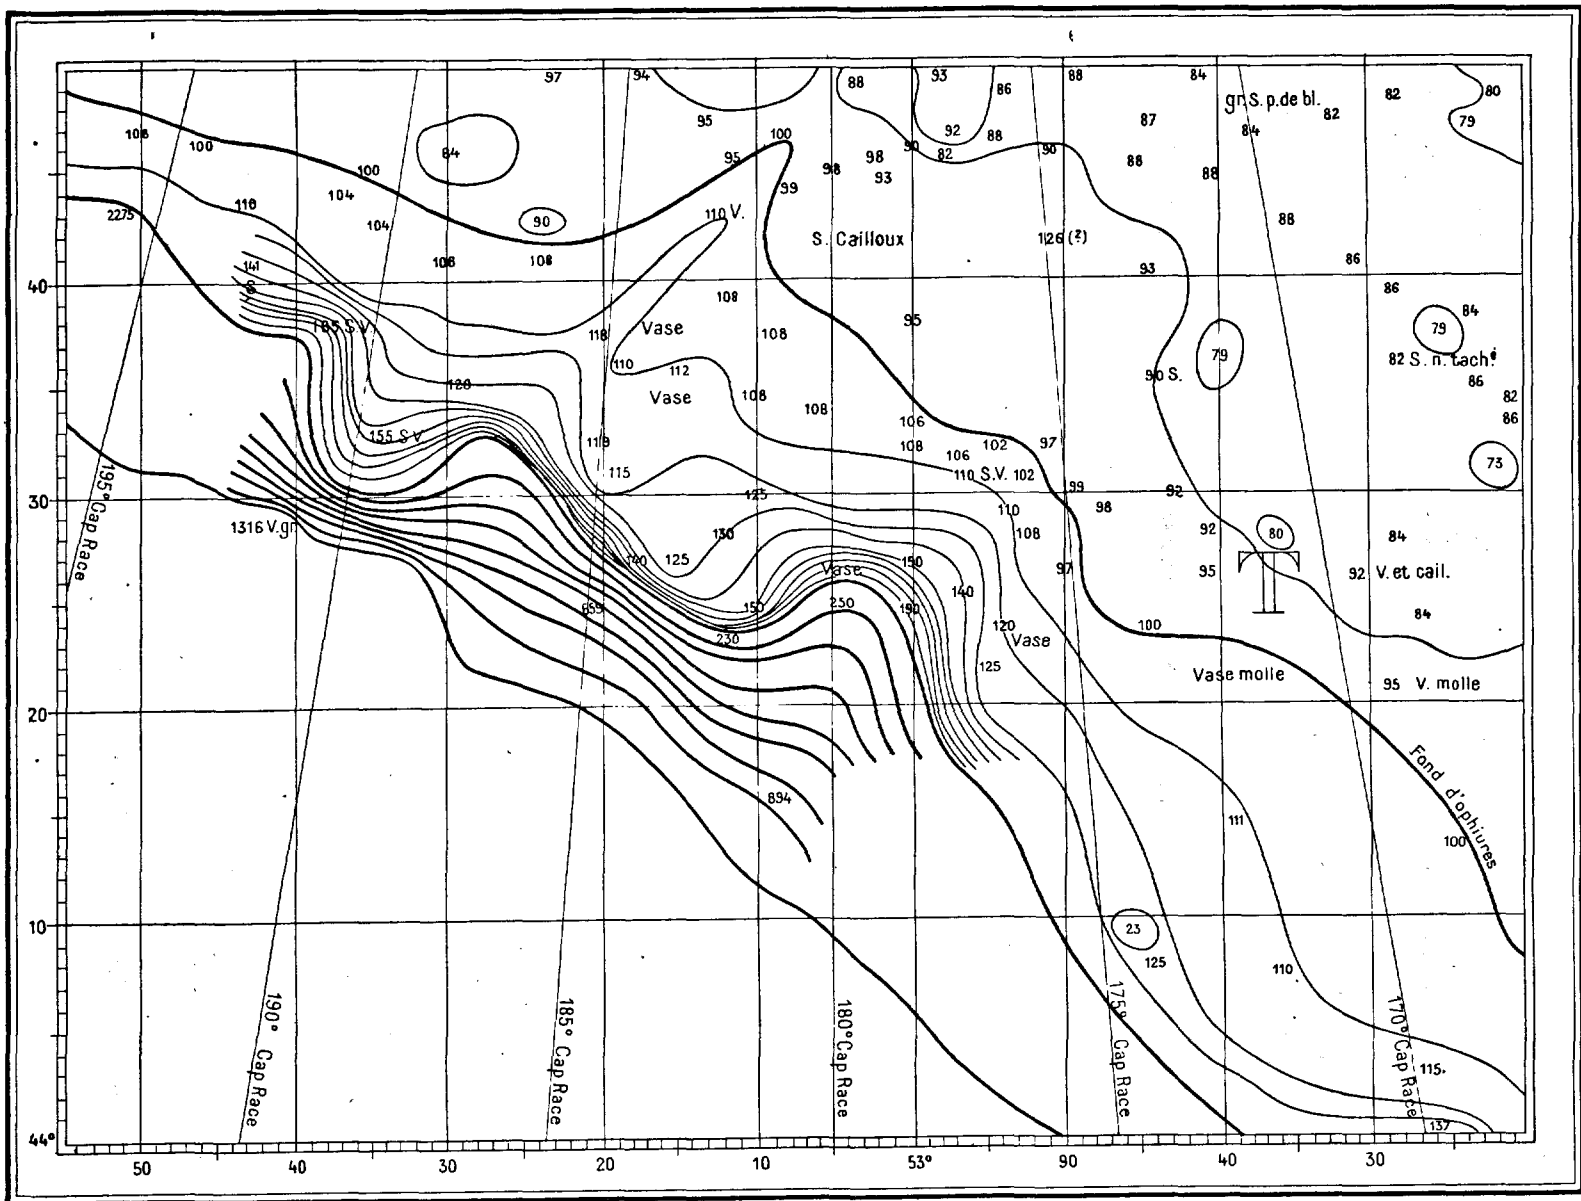 97 94 88 93 86 88 84 gr. S. p. de bl. 82 80
106 100 95 100 92 88 87 84 82 79
84 95 98 98 90 82 90 88 88
100 104 99 93
110 104 90 110 V. S. Cailloux 126 (?) 88
2275
106 108 93 86
141
40 S 108 86
185 S.V. 118 Vase 108 95 79 79 84
110 112 90 S. 82 S. n. taché
120 Vase 108 108 86 82
155 S.V. 119 106 102 97 86
115 108 106 110 S.V. 102 73
30 125 99 98 92
1316 V.gr. 130 110 108 92 80 84
140 125 Vase 150 97 95 92 V. et cail.
659 150 250 190 140 84
230 120 Vase 100
125 Vase molle 95 V. molle
20
Fond d'ophiures
894
111 100
10 23
125 110
115
137
195° Cap Race
190° Cap Race
185° Cap Race
180° Cap Race
175° Cap Race
170° Cap Race
44°
50 40 30 20 10 53° 90 40 30